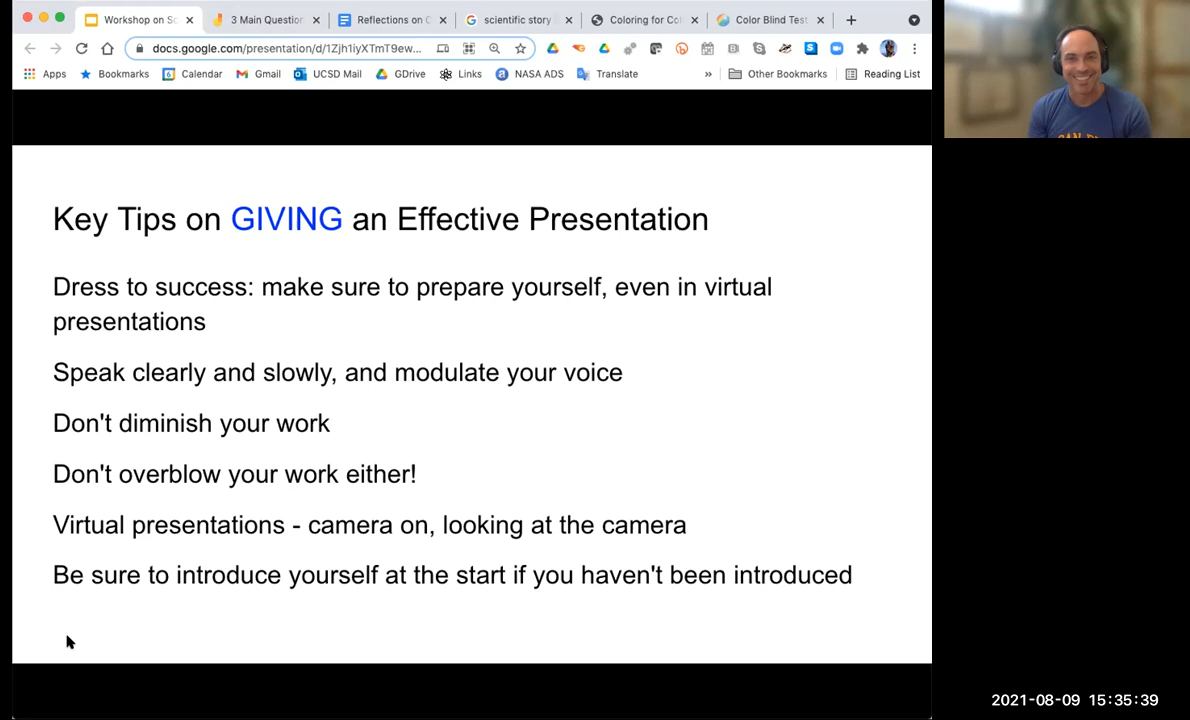 Workshop on Sc
3 Main Question
Reflections on C
scientific story
Coloring for Col
Color Blind Test
docs.google.com/presentation/d/1Zjh1iyXTmT9ew...
Apps
Bookmarks
Calendar
Gmail
UCSD Mail
GDrive
Links
NASA ADS
Translate
»
Other Bookmarks
Reading List
Key Tips on GIVING an Effective Presentation
Dress to success: make sure to prepare yourself, even in virtual
presentations
Speak clearly and slowly, and modulate your voice
Don't diminish your work
Don't overblow your work either!
Virtual presentations - camera on, looking at the camera
Be sure to introduce yourself at the start if you haven't been introduced
2021-08-09 15:35:39